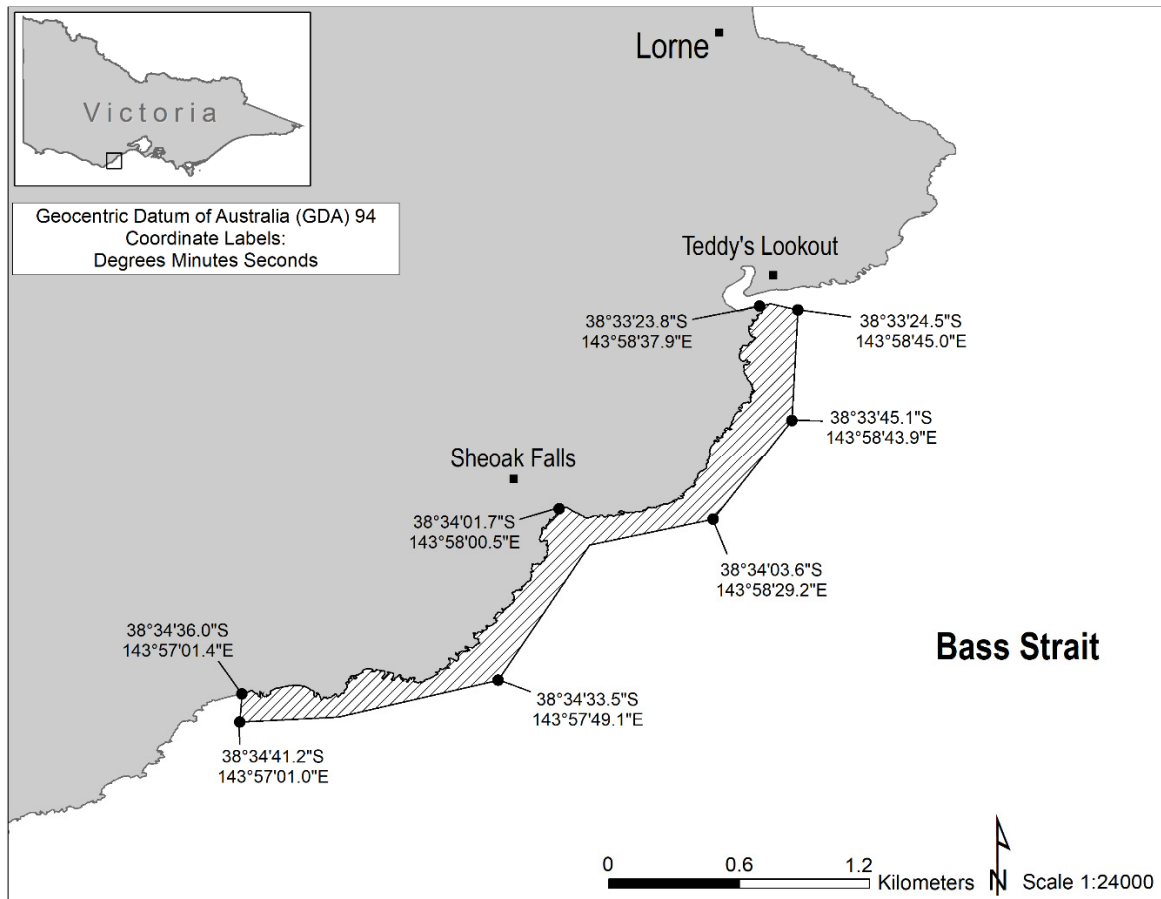 Victoria
Geocentric Datum of Australia (GDA) 94
Coordinate Labels:
Degrees Minutes Seconds
Lorne
Teddy's Lookout
38°33'23.8"S
143°58'37.9"E
38°33'24.5"S
143°58'45.0"E
38°33'45.1"S
143°58'43.9"E
Sheoak Falls
38°34'01.7"S
143°58'00.5"E
38°34'03.6"S
143°58'29.2"E
38°34'36.0"S
143°57'01.4"E
Bass Strait
38°34'33.5"S
143°57'49.1"E
38°34'41.2"S
143°57'01.0"E
0 0.6 1.2
Kilometers N Scale 1:24000